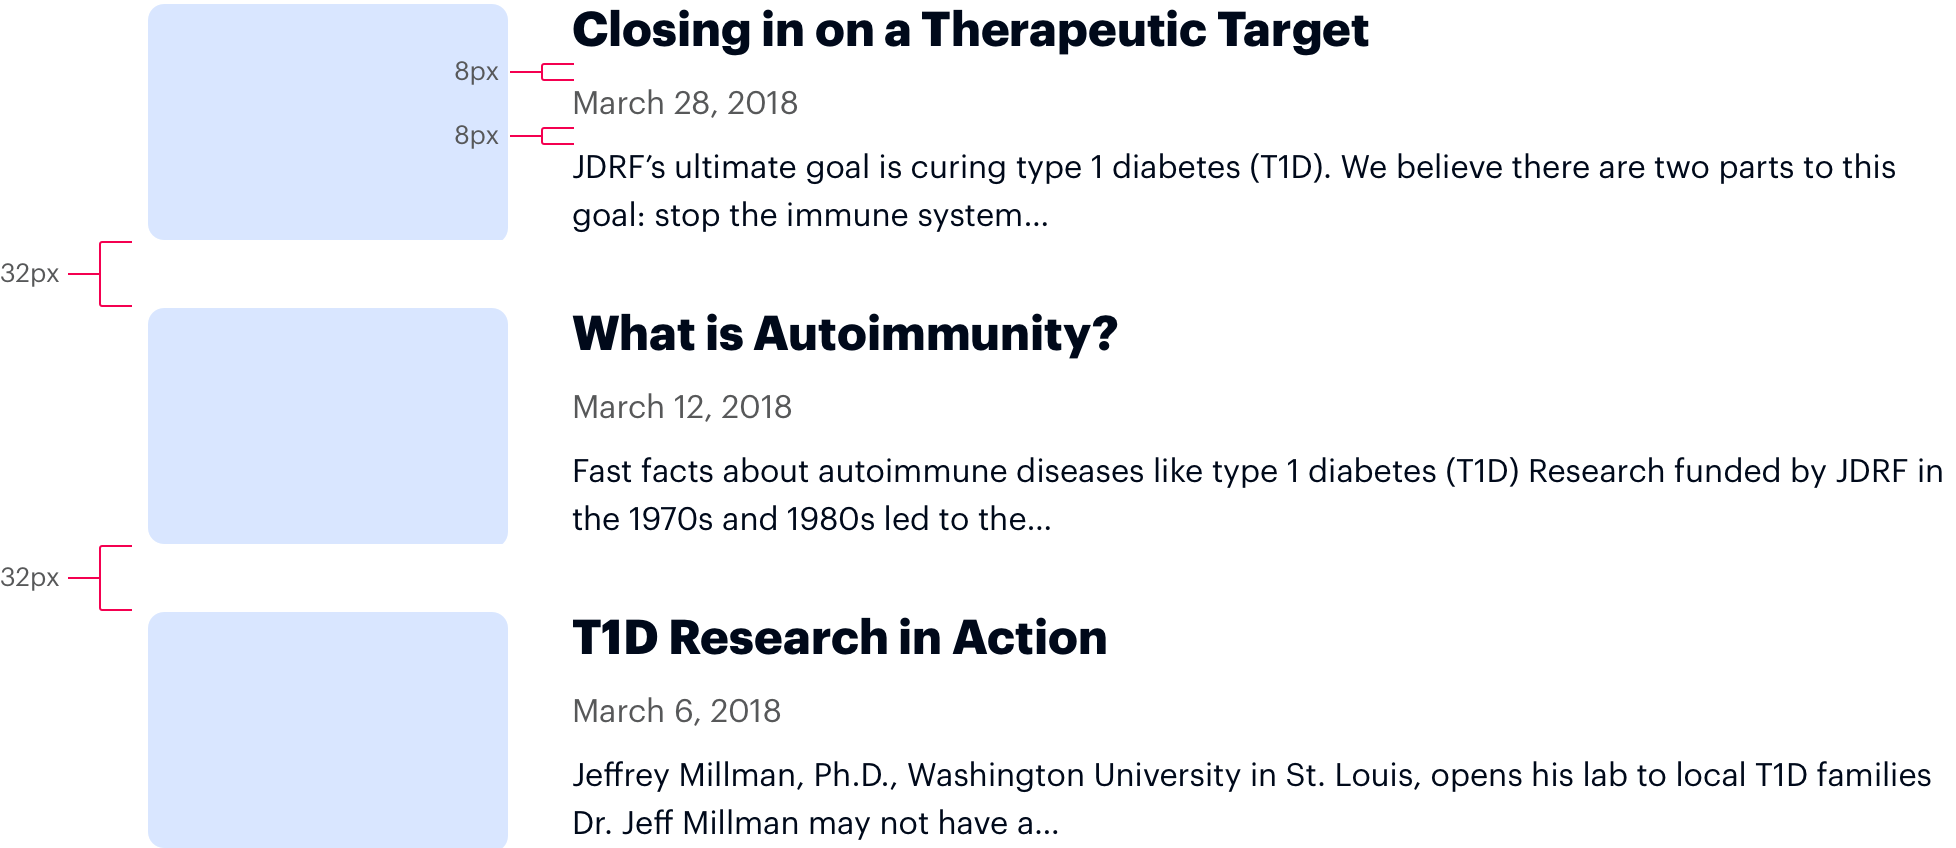 Closing in on a Therapeutic Target
8px
March 28, 2018
8px
JDRF’s ultimate goal is curing type 1 diabetes (T1D). We believe there are two parts to this
goal: stop the immune system...
32px
What is Autoimmunity?
March 12, 2018
Fast facts about autoimmune diseases like type 1 diabetes (T1D) Research funded by JDRF in
the 1970s and 1980s led to the...
32px
T1D Research in Action
March 6, 2018
Jeffrey Millman, Ph.D., Washington University in St. Louis, opens his lab to local T1D families
Dr. Jeff Millman may not have a...